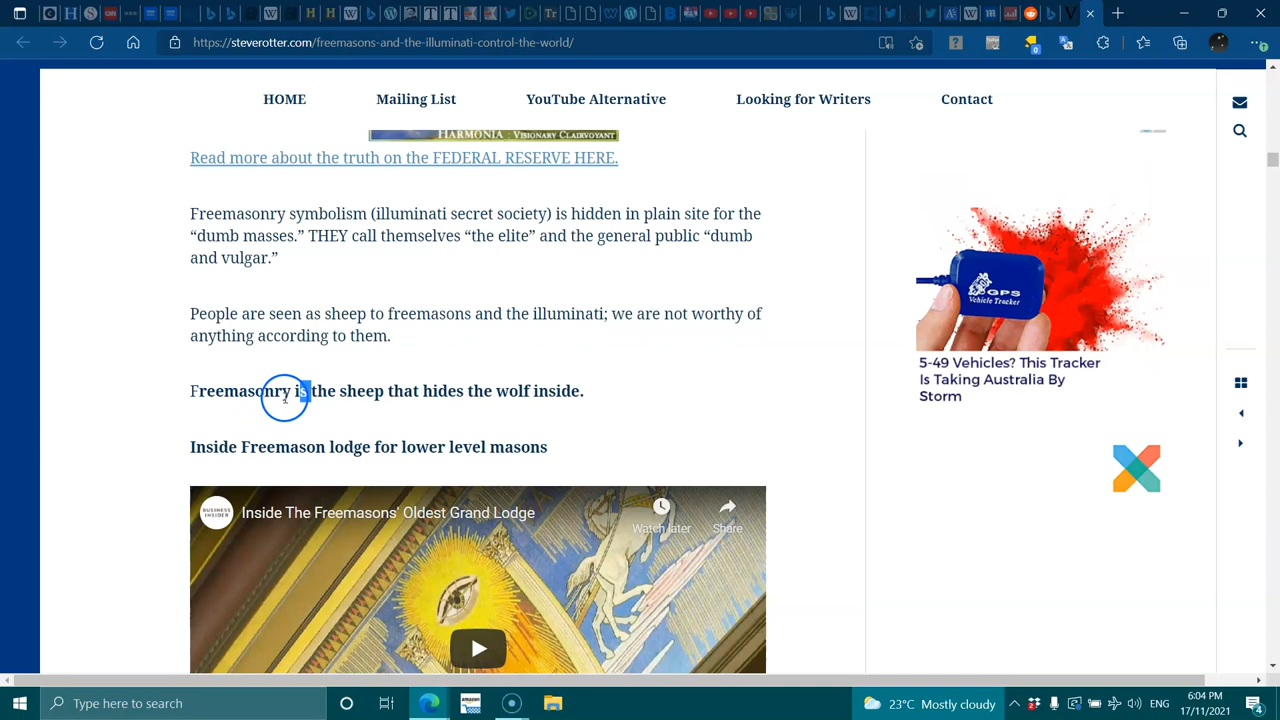 https://steverotter.com/freemasons-and-the-illuminati-control-the-world/
HOME
Mailing List
YouTube Alternative
Looking for Writers
Contact
HARMONIA : VISIONARY CLAIRVOYANT
Read more about the truth on the FEDERAL RESERVE HERE.
Freemasonry symbolism (illuminati secret society) is hidden in plain site for the
“dumb masses.” THEY call themselves “the elite” and the general public “dumb
and vulgar.”
People are seen as sheep to freemasons and the illuminati; we are not worthy of
anything according to them.
Freemasonry is the sheep that hides the wolf inside.
Inside Freemason lodge for lower level masons
BUSINESS
INSIDER
Inside The Freemasons' Oldest Grand Lodge
Watch later
Share
GPS
Vehicle Tracker
5-49 Vehicles? This Tracker
Is Taking Australia By
Storm
Type here to search
amazon
23°C Mostly cloudy
ENG
6:04 PM
17/11/2021